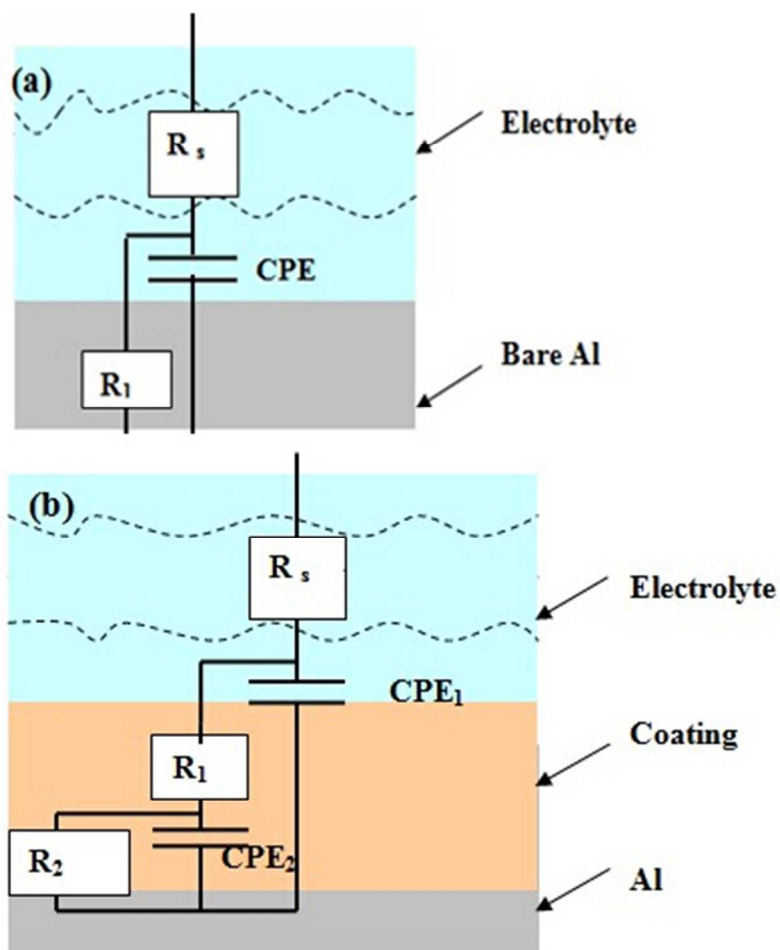 (a)
R s
Electrolyte
CPE
R1
Bare Al
(b)
R s
Electrolyte
CPE1
Coating
R1
R2
CPE2
Al